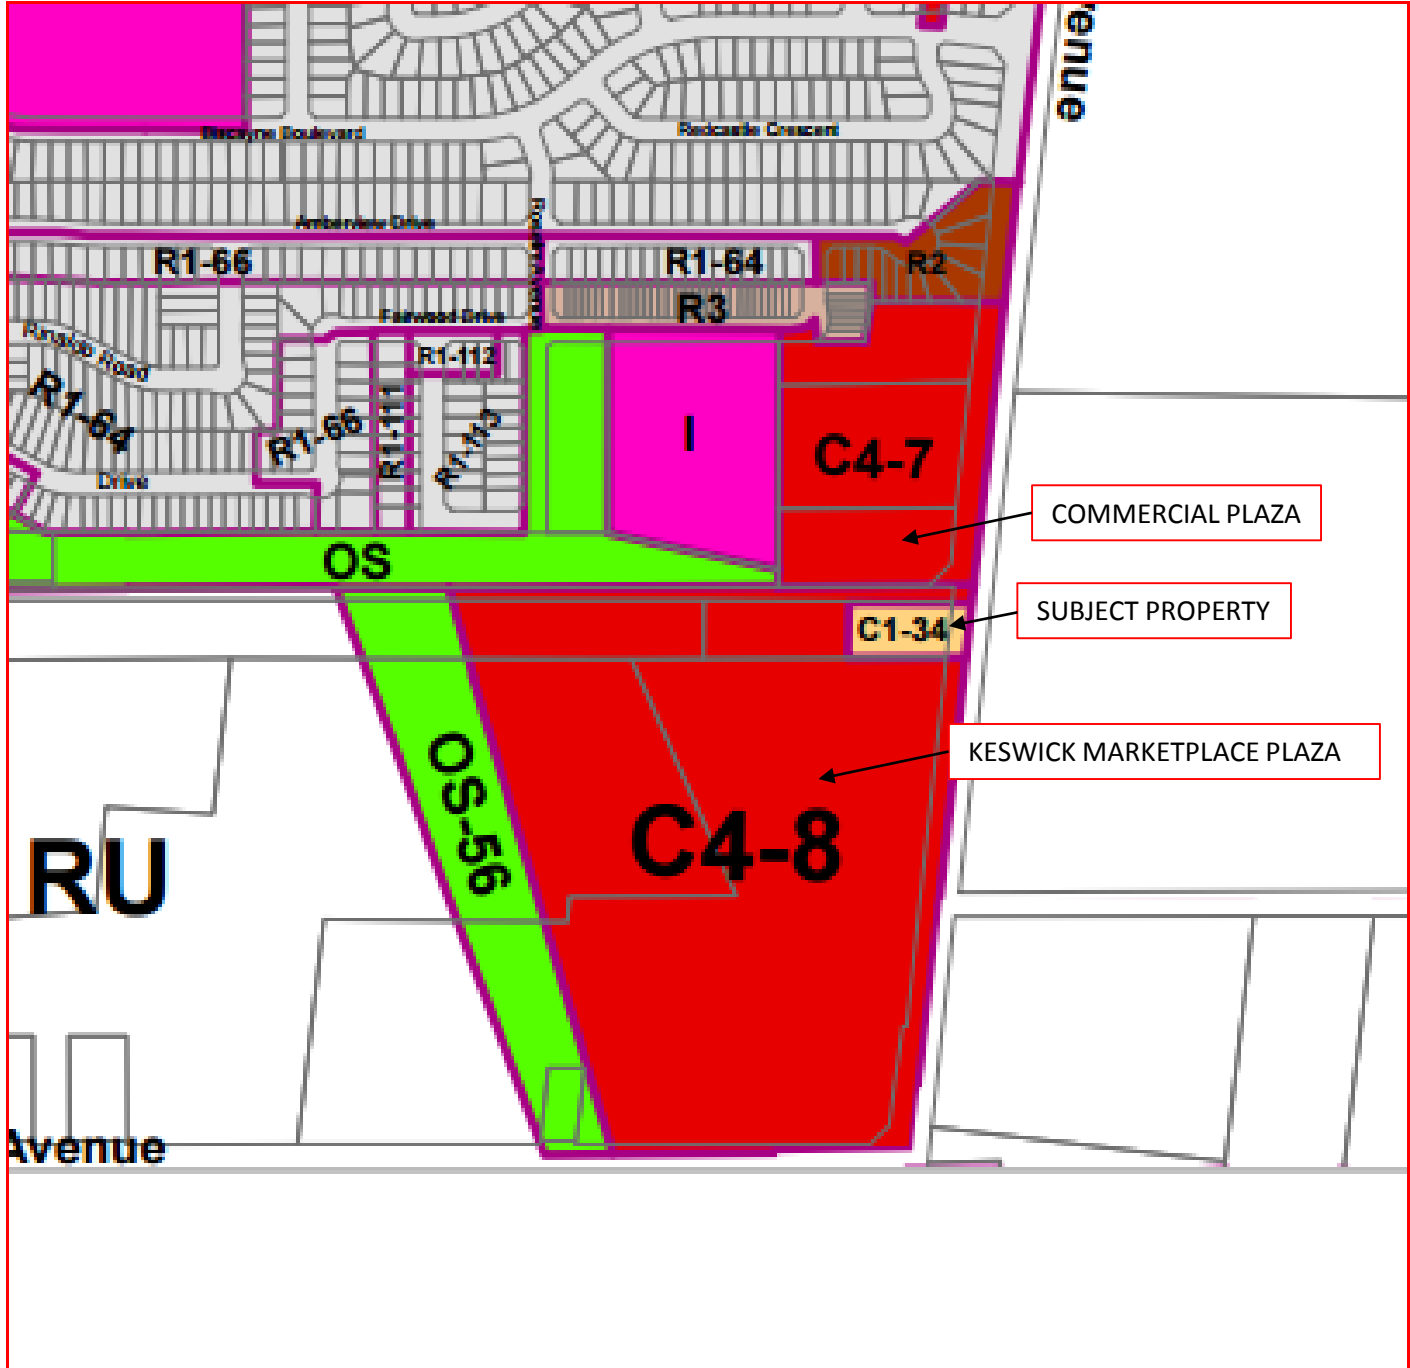 enue
Biscayne Boulevard
Redcastle Crescent
Amberview Drive
R1-66
R1-64
R2
R3
Fairwood Drive
R1-112
Road
R1-64
R1-66
R1-111
R1-113
I
C4-7
Drive
COMMERCIAL PLAZA
OS
SUBJECT PROPERTY
C1-34
KESWICK MARKETPLACE PLAZA
OS-56
C4-8
RU
Avenue